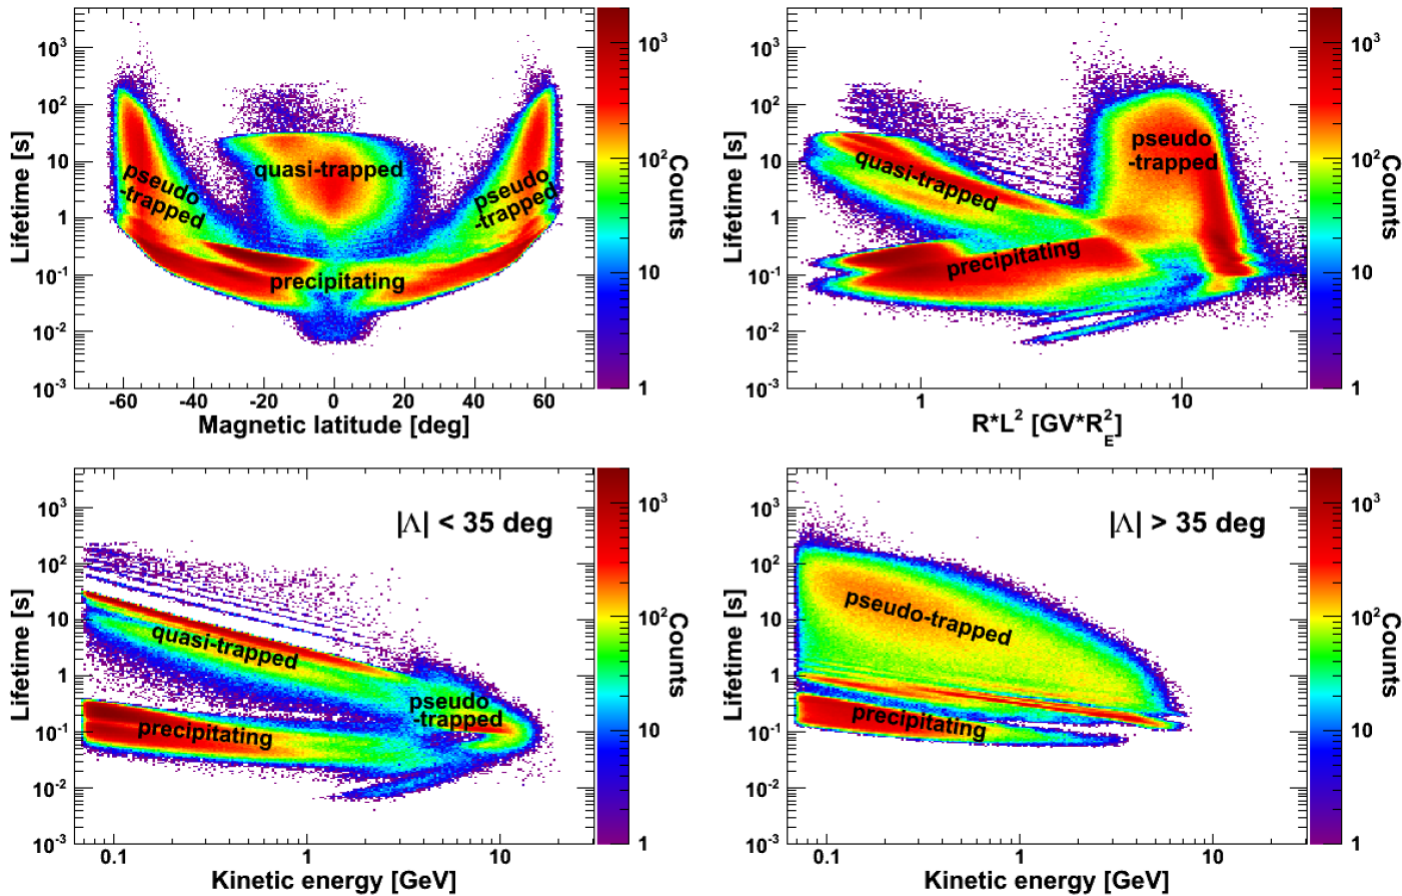 10³
10²
10
1
10⁻¹
10⁻²
10⁻³
Lifetime [s]
pseudo
-trapped
quasi-trapped
pseudo
-trapped
precipitating
-60 -40 -20 0 20 40 60
Magnetic latitude [deg]
10³
10²
10
1
Counts
10³
10²
10
1
10⁻¹
10⁻²
10⁻³
Lifetime [s]
quasi-trapped
pseudo
-trapped
precipitating
1 10
R*L² [GV*R²E]
10³
10²
10
1
Counts
10³
10²
10
1
10⁻¹
10⁻²
10⁻³
Lifetime [s]
|Λ| < 35 deg
quasi-trapped
pseudo
-trapped
precipitating
0.1 1 10
Kinetic energy [GeV]
10³
10²
10
1
Counts
10³
10²
10
1
10⁻¹
10⁻²
10⁻³
Lifetime [s]
|Λ| > 35 deg
pseudo-trapped
precipitating
0.1 1 10
Kinetic energy [GeV]
10³
10²
10
1
Counts